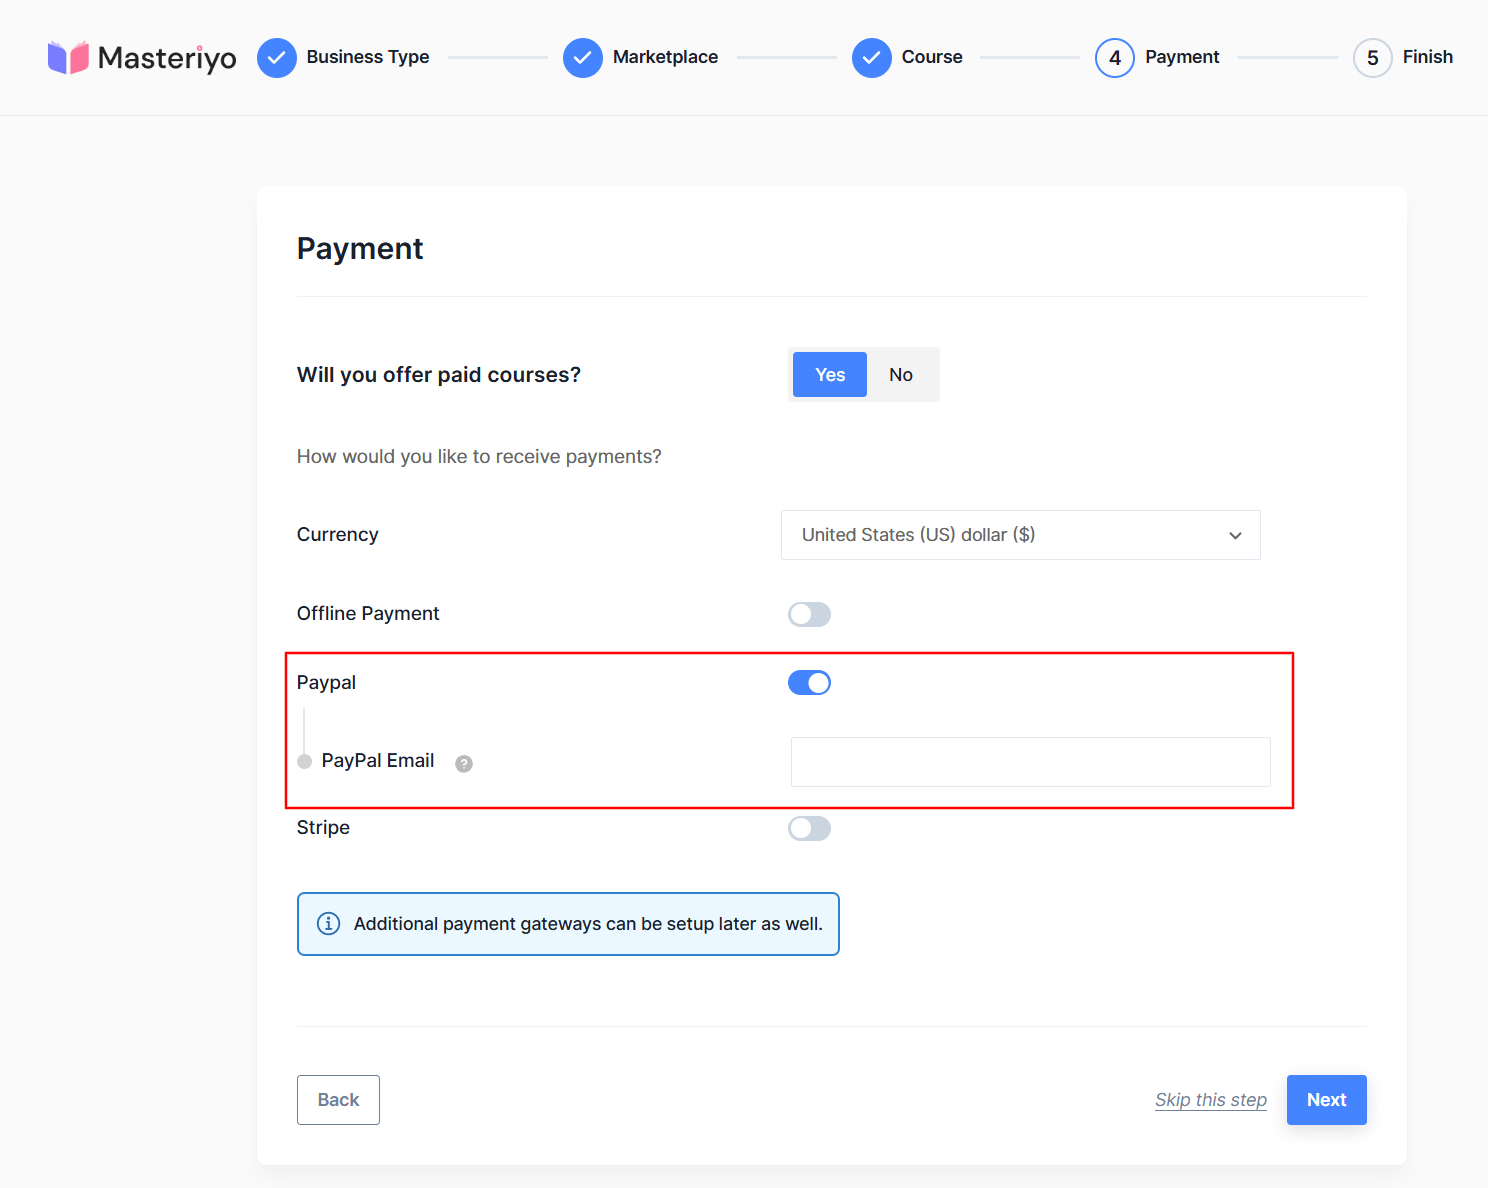 Masteriyo
Business Type
Marketplace
Course
4 Payment
5 Finish
Payment
Will you offer paid courses?
Yes No
How would you like to receive payments?
Currency
United States (US) dollar ($)
Offline Payment
Paypal
PayPal Email ?
Stripe
Additional payment gateways can be setup later as well.
Back
Skip this step
Next